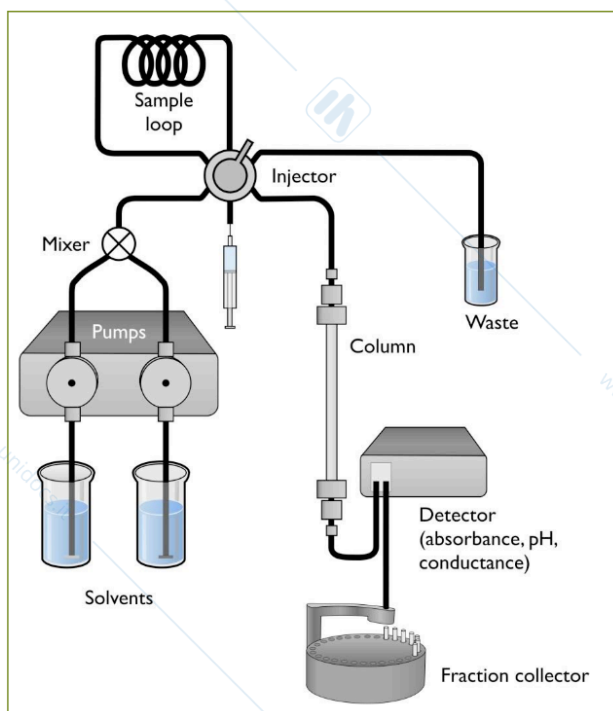 Sample
loop
Injector
Mixer
Waste
Pumps
Column
Detector
(absorbance, pH,
conductance)
Solvents
Fraction collector